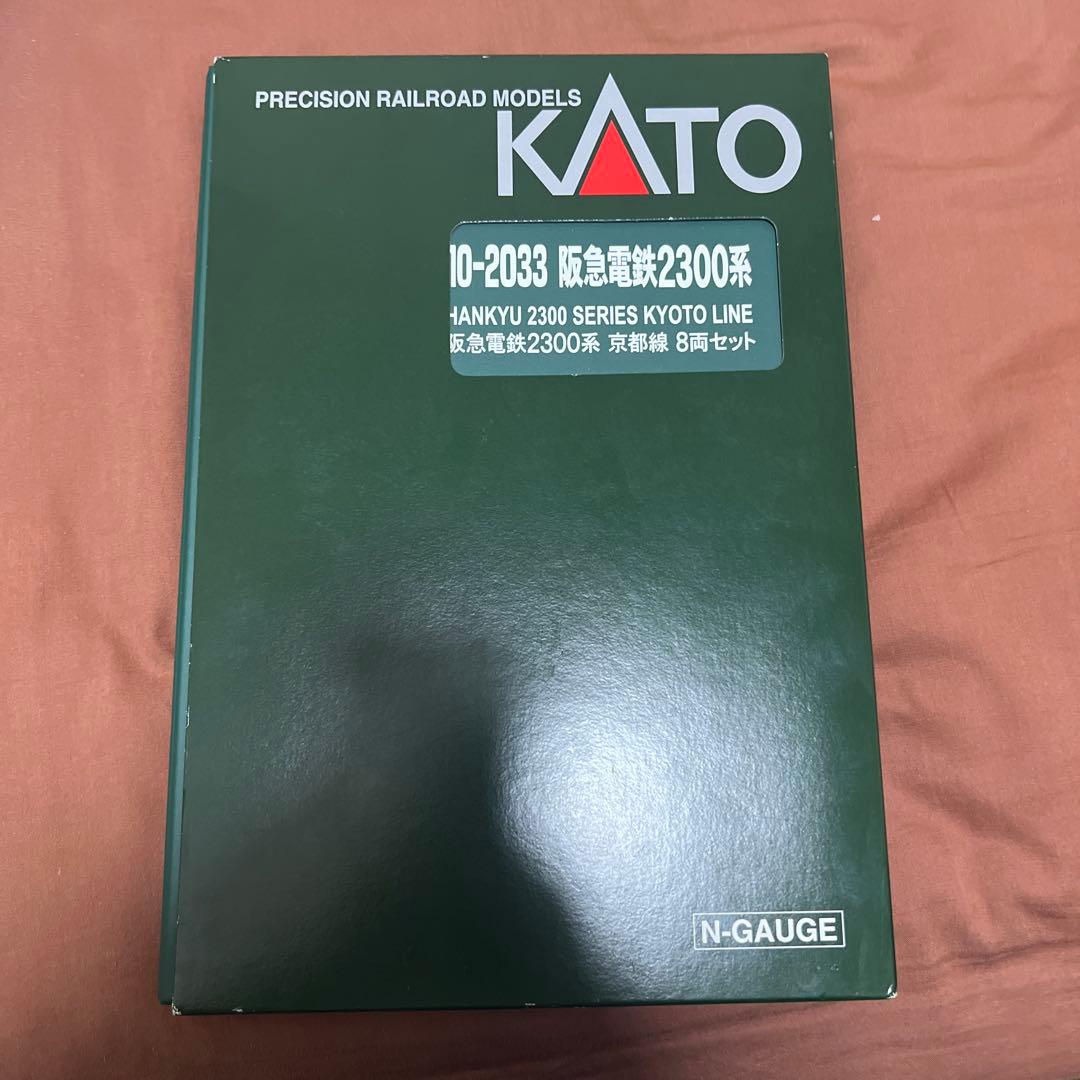 PRECISION RAILROAD MODELS
KATO
10-2033 阪急電鉄2300系
HANKYU 2300 SERIES KYOTO LINE
阪急電鉄2300系 京都線 8両セット
N-GAUGE